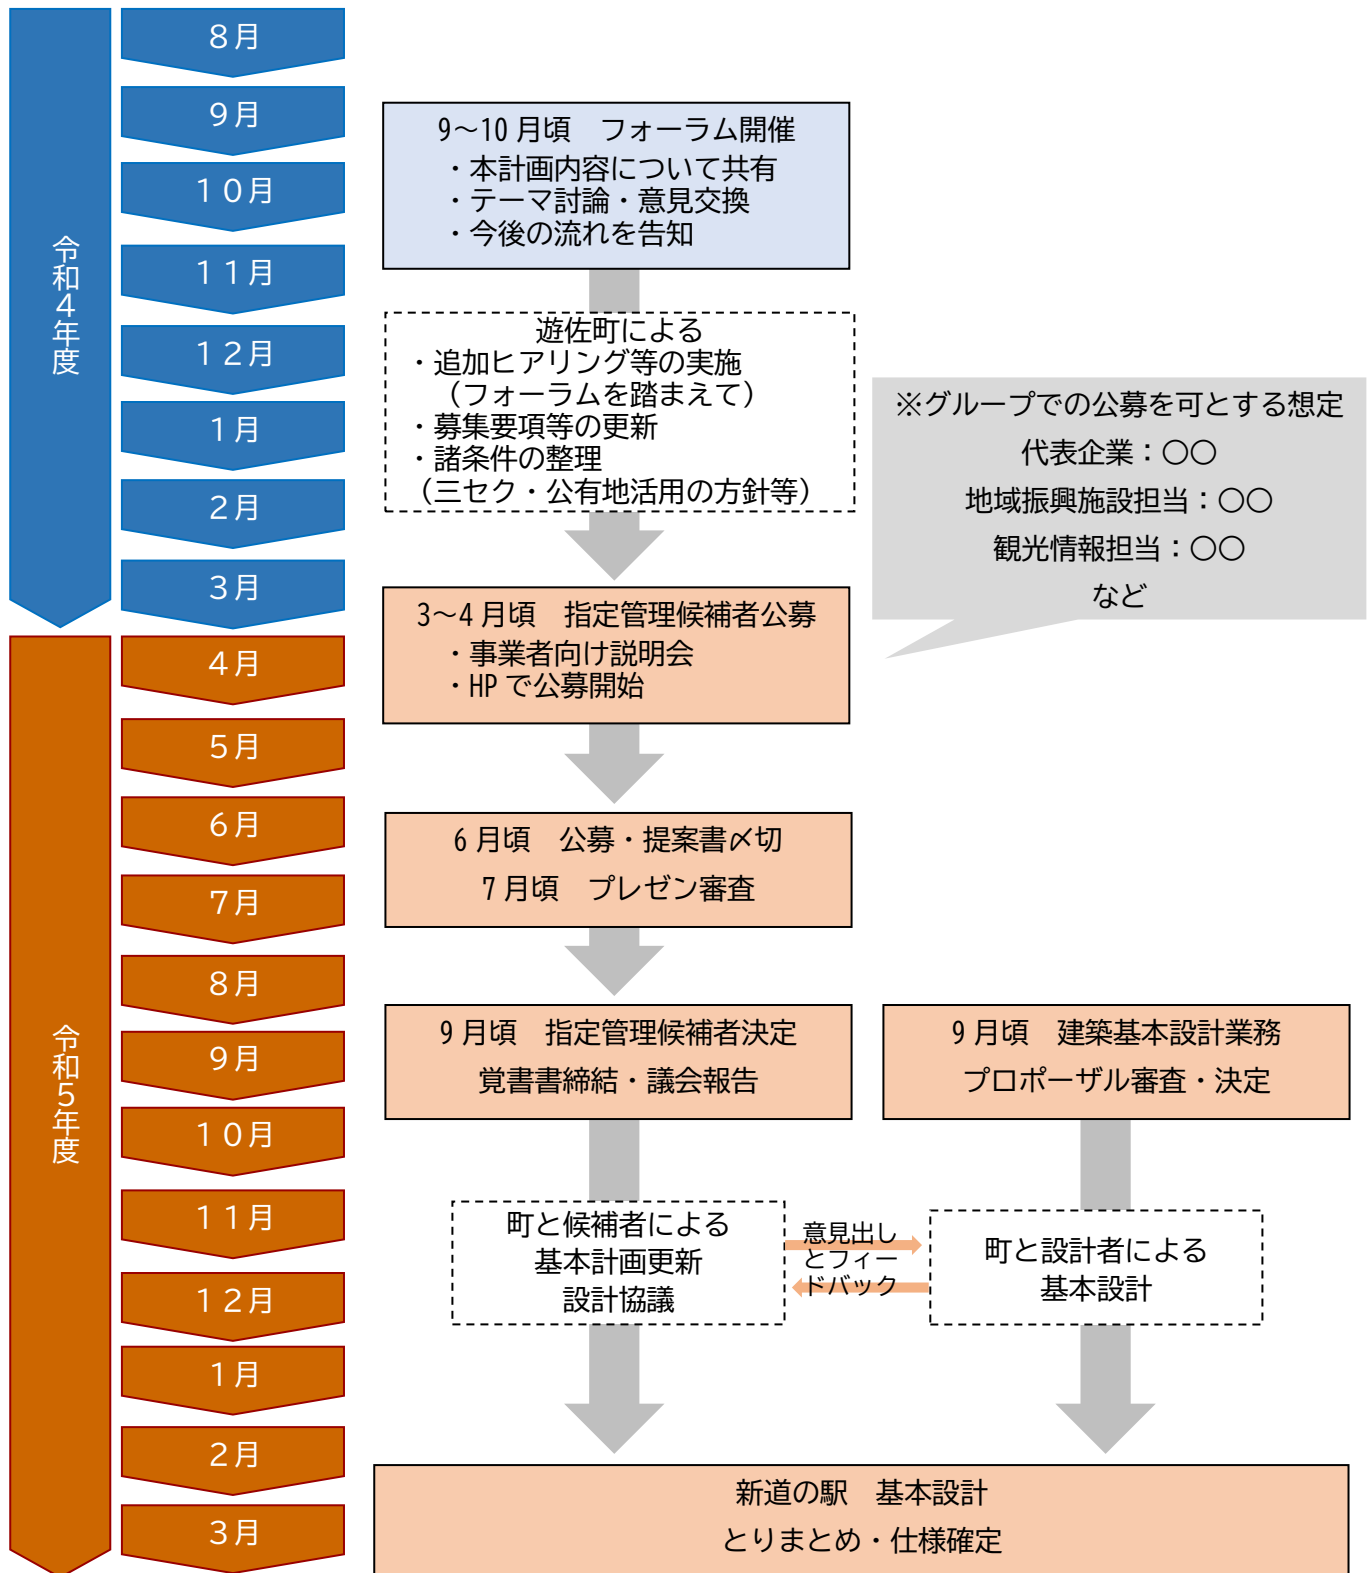 令和４年度
８月
９月
１０月
１１月
１２月
１月
２月
３月
令和５年度
４月
５月
６月
７月
８月
９月
１０月
１１月
１２月
１月
２月
３月
9～10月頃　フォーラム開催
・本計画内容について共有
・テーマ討論・意見交換
・今後の流れを告知
遊佐町による
・追加ヒアリング等の実施
（フォーラムを踏まえて）
・募集要項等の更新
・諸条件の整理
（三セク・公有地活用の方針等）
※グループでの公募を可とする想定
代表企業：〇〇
地域振興施設担当：〇〇
観光情報担当：〇〇
など
3～4月頃　指定管理候補者公募
・事業者向け説明会
・HPで公募開始
6月頃　公募・提案書〆切
7月頃　プレゼン審査
9月頃　指定管理候補者決定
覚書書締結・議会報告
9月頃　建築基本設計業務
プロポーザル審査・決定
町と候補者による
基本計画更新
設計協議
意見出し
とフィー
ドバック
町と設計者による
基本設計
新道の駅　基本設計
とりまとめ・仕様確定